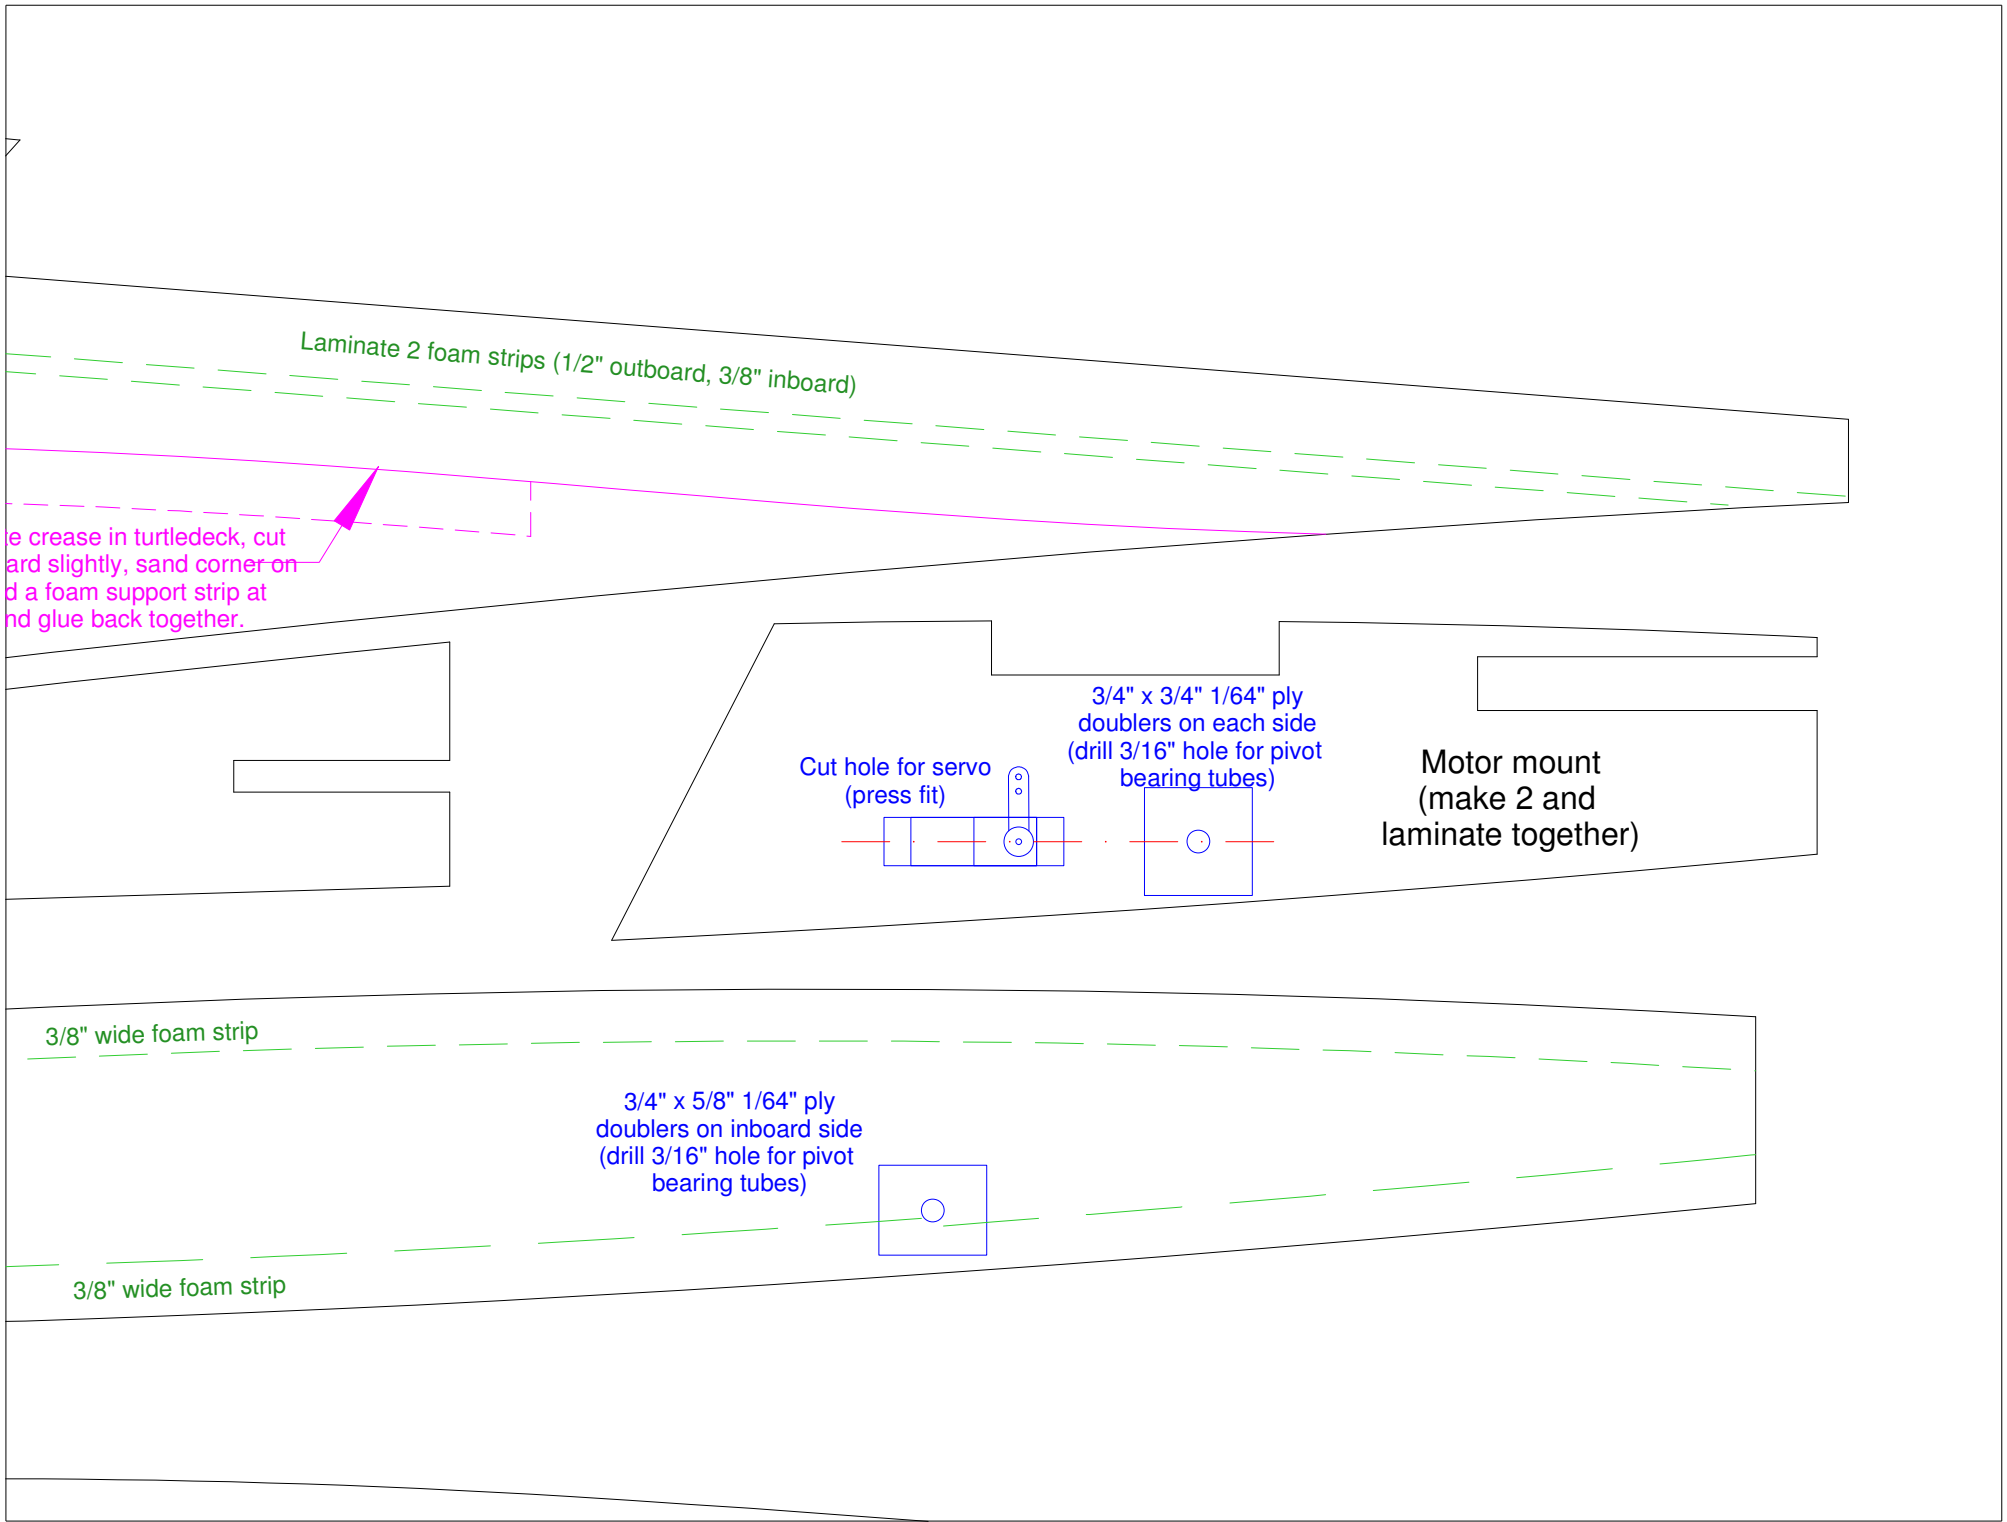 Laminate 2 foam strips (1/2" outboard, 3/8" inboard)
crease in turtledeck, cut
slightly, sand corner on
a foam support strip at
glue back together.
3/4" x 3/4" 1/64" ply
doublers on each side
(drill 3/16" hole for pivot
bearing tubes)
Cut hole for servo
(press fit)
Motor mount
(make 2 and
laminate together)
3/8" wide foam strip
3/4" x 5/8" 1/64" ply
doublers on inboard side
(drill 3/16" hole for pivot
bearing tubes)
3/8" wide foam strip